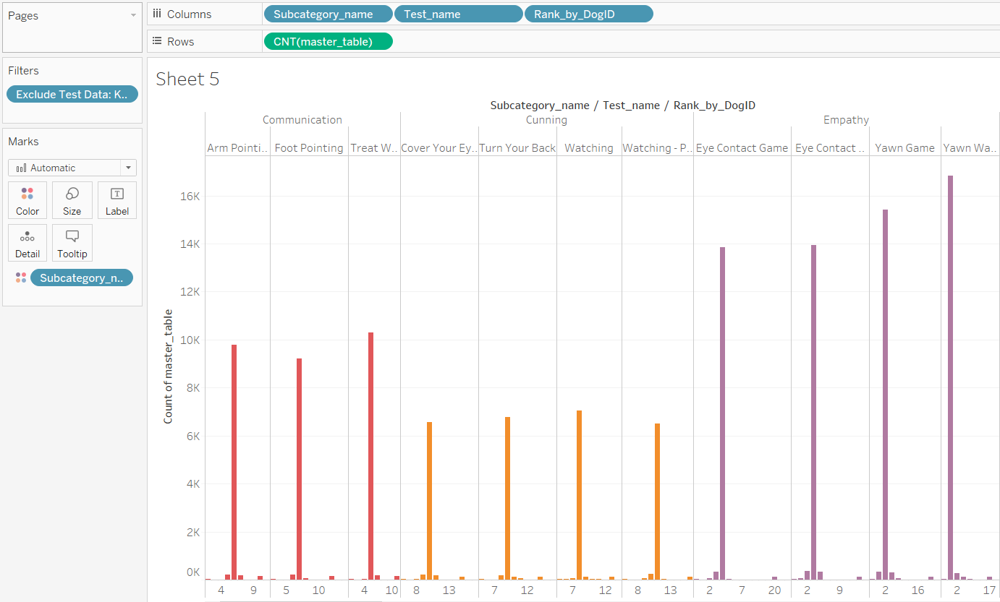 Pages
Columns
Subcategory_name
Test_name
Rank_by_DogID
Rows
CNT(master_table)
Filters
Exclude Test Data: K..
Marks
Automatic
Color
Size
T
Label
Detail
Tooltip
Subcategory_n..
Sheet 5
Subcategory_name / Test_name / Rank_by_DogID
Communication Cunning Empathy
Arm Pointi.. Foot Pointing Treat W.. Cover Your Ey.. Turn Your Back Watching Watching - P.. Eye Contact Game Eye Contact .. Yawn Game Yawn Wa..
Count of master_table
16K
14K
12K
10K
8K
6K
4K
2K
0K
4 9 5 10 4 10 8 13 7 12 7 12 8 13 2 7 20 2 9 2 16 2 17